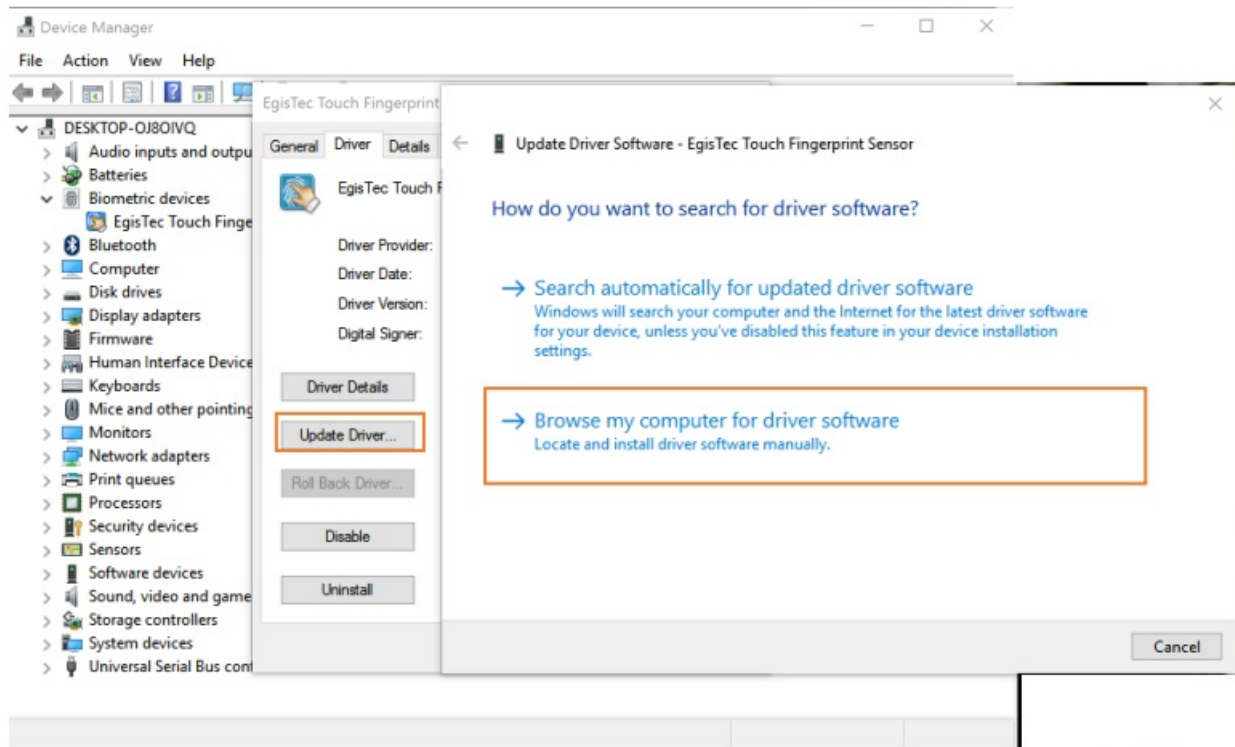 Device Manager
File Action View Help
DESKTOP-OJ8OIVQ
Audio inputs and outpu
Batteries
Biometric devices
EgisTec Touch Finge
Bluetooth
Computer
Disk drives
Display adapters
Firmware
Human Interface Device
Keyboards
Mice and other pointing
Monitors
Network adapters
Print queues
Processors
Security devices
Sensors
Software devices
Sound, video and game
Storage controllers
System devices
Universal Serial Bus cont
EgisTec Touch Fingerprint
General Driver Details
EgisTec Touch F
Driver Provider:
Driver Date:
Driver Version:
Digital Signer:
Driver Details
Update Driver...
Roll Back Driver...
Disable
Uninstall
Update Driver Software - EgisTec Touch Fingerprint Sensor
How do you want to search for driver software?
Search automatically for updated driver software
Windows will search your computer and the Internet for the latest driver software
for your device, unless you've disabled this feature in your device installation
settings.
Browse my computer for driver software
Locate and install driver software manually.
Cancel